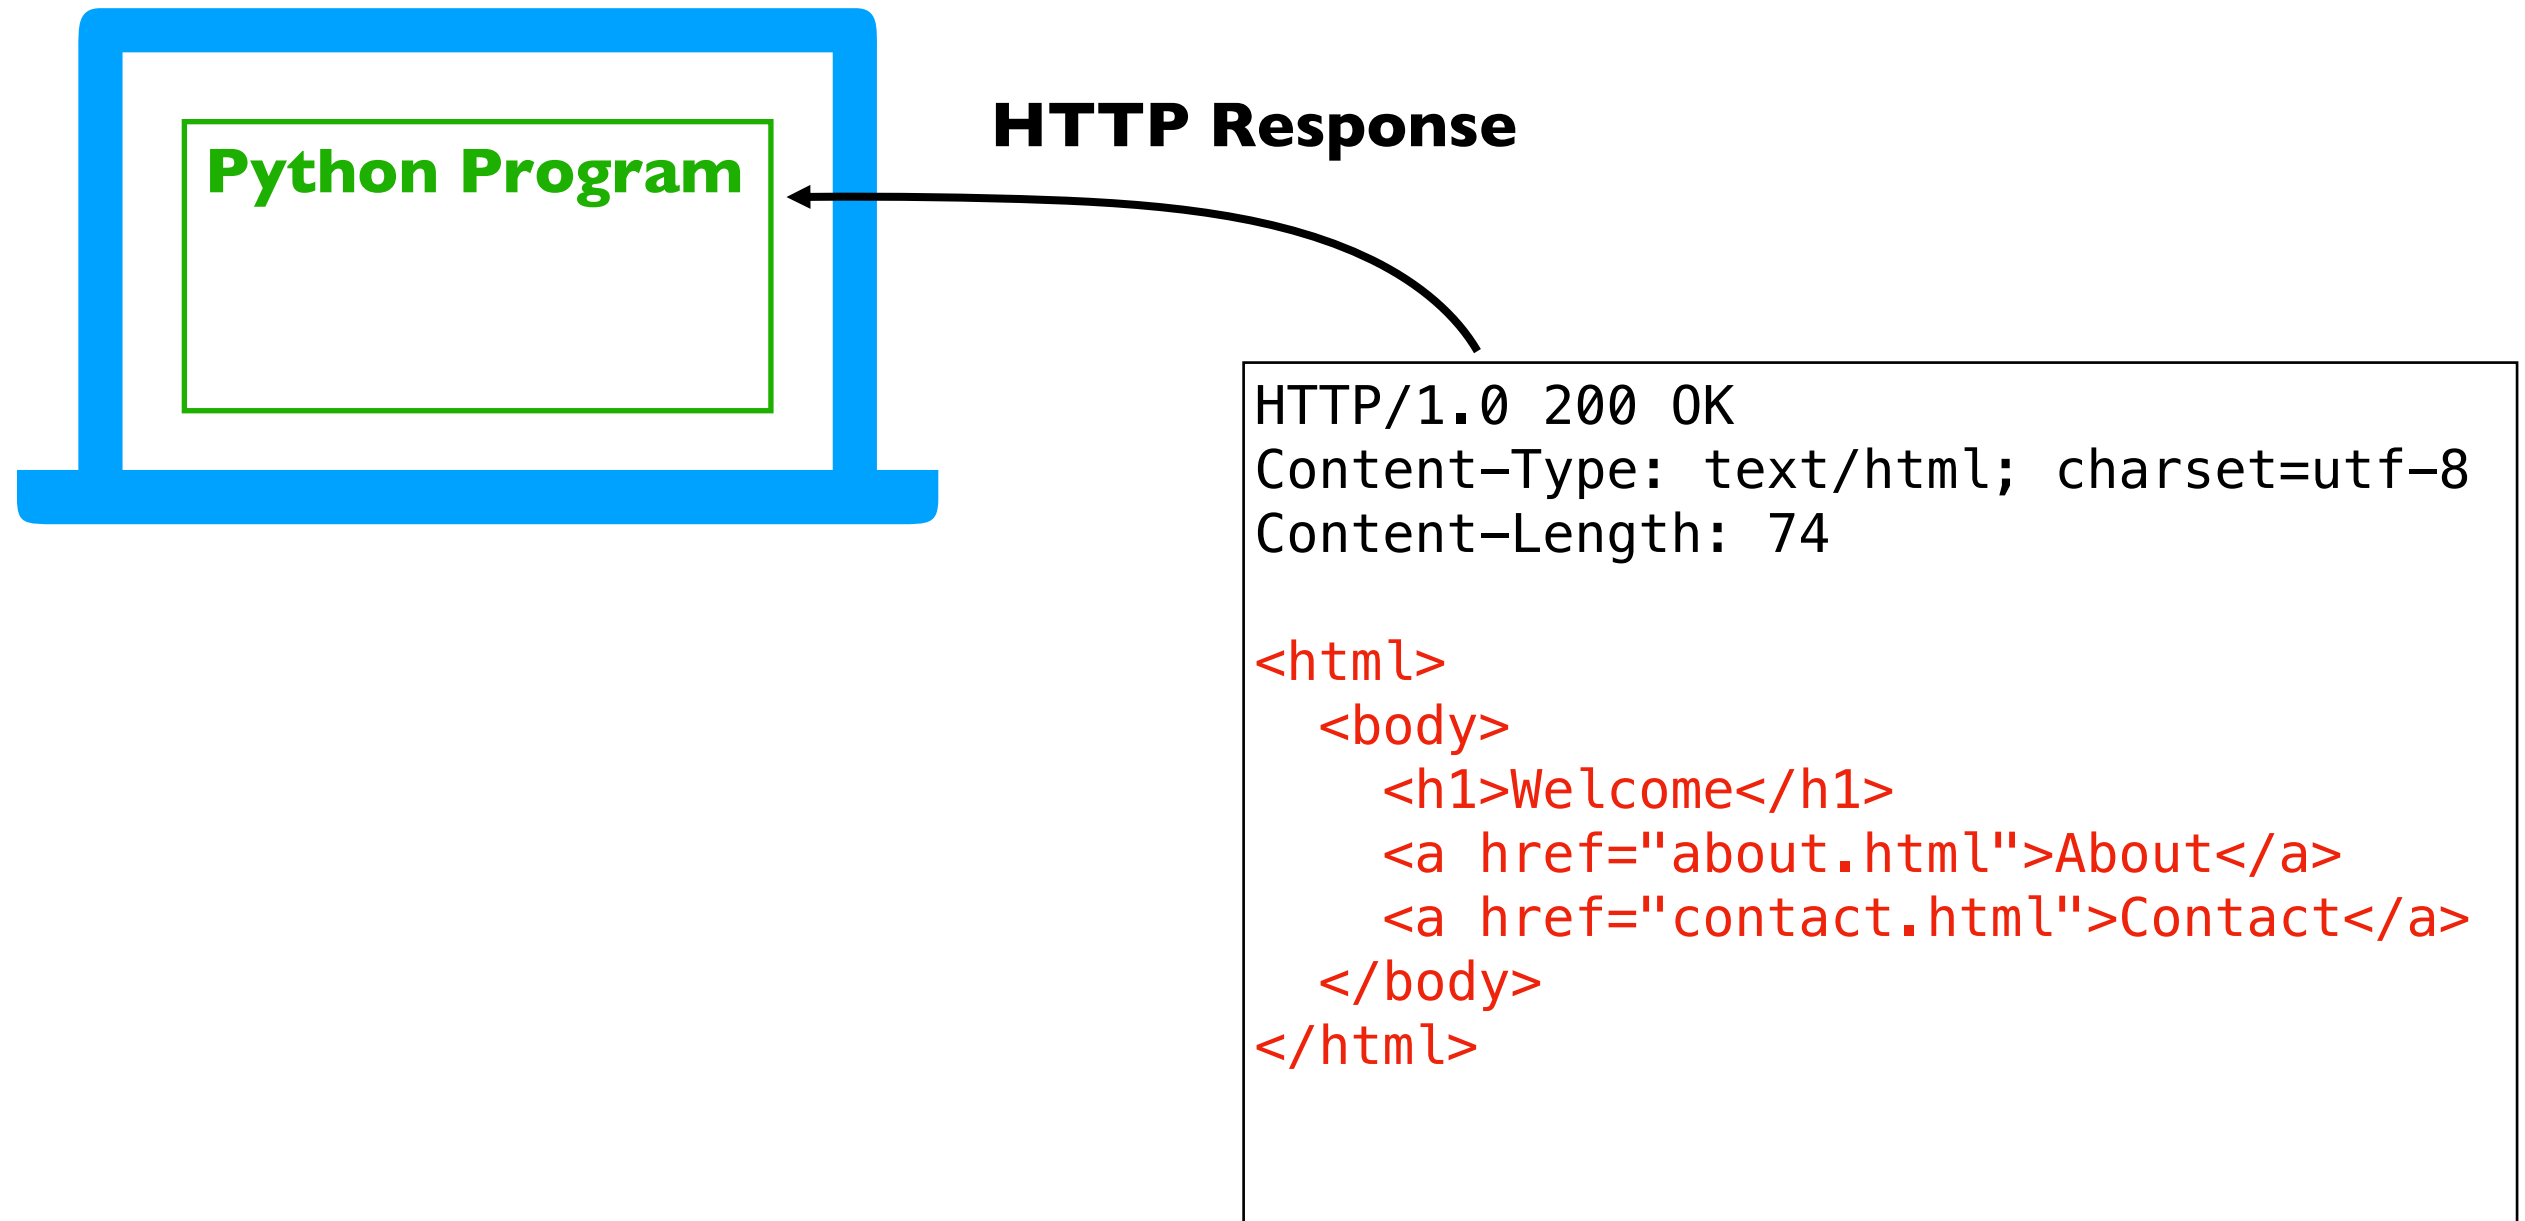 Python Program
HTTP Response
HTTP/1.0 200 OK
Content-Type: text/html; charset=utf-8
Content-Length: 74

<html>
  <body>
    <h1>Welcome</h1>
    <a href="about.html">About</a>
    <a href="contact.html">Contact</a>
  </body>
</html>